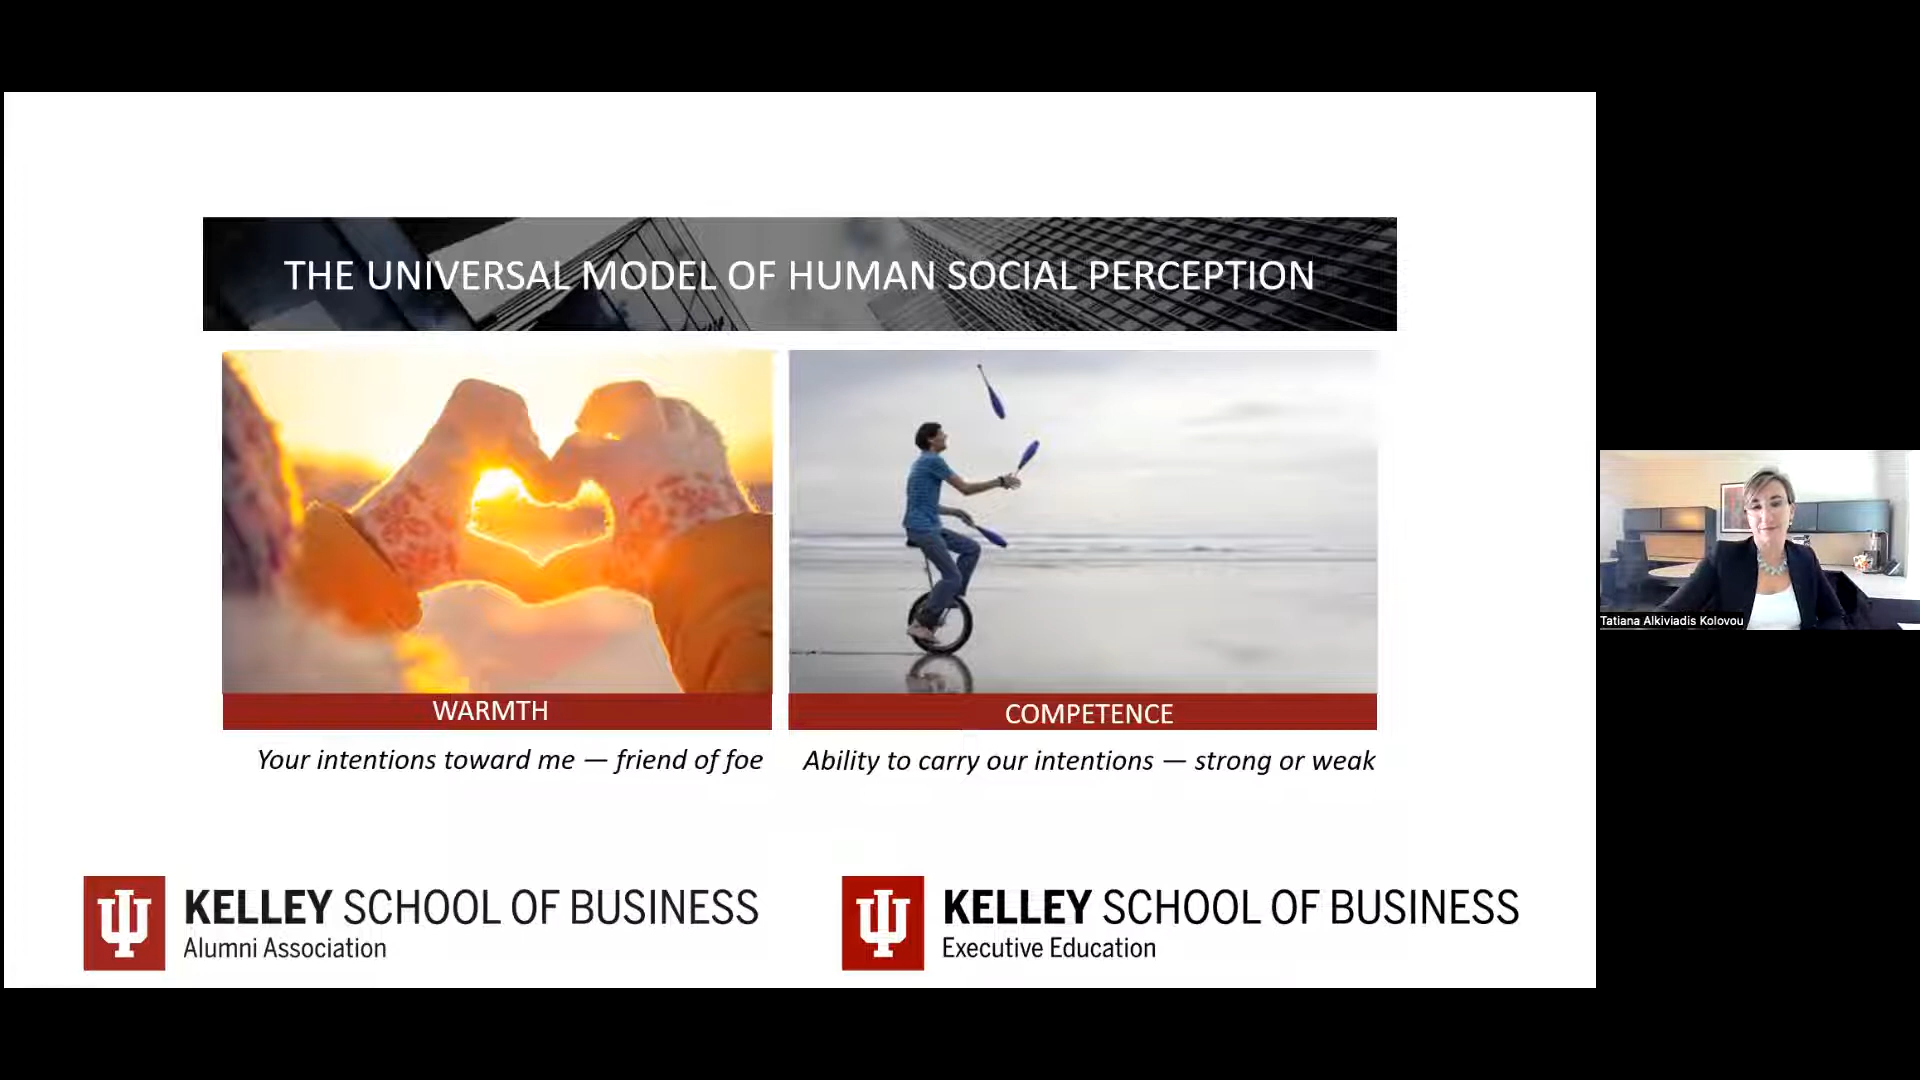 THE UNIVERSAL MODEL OF HUMAN SOCIAL PERCEPTION
WARMTH
COMPETENCE
Your intentions toward me — friend of foe
Ability to carry our intentions — strong or weak
Tatiana Alkiviadis Kolovou
KELLEY SCHOOL OF BUSINESS
Alumni Association
KELLEY SCHOOL OF BUSINESS
Executive Education